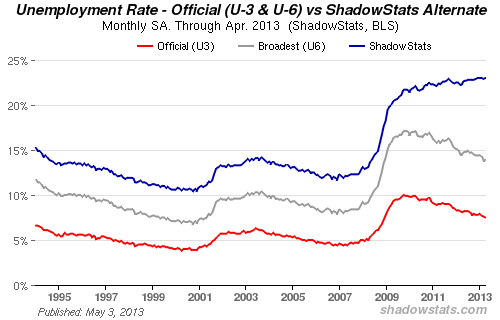 Unemployment Rate - Official (U-3 & U-6) vs ShadowStats Alternate
Monthly SA. Through Apr. 2013 (ShadowStats, BLS)
Official (U3) Broadest (U6) ShadowStats
25%
20%
15%
10%
5%
0%
1995 1997 1999 2001 2003 2005 2007 2009 2011 2013
Published: May 3, 2013
shadowstats.com